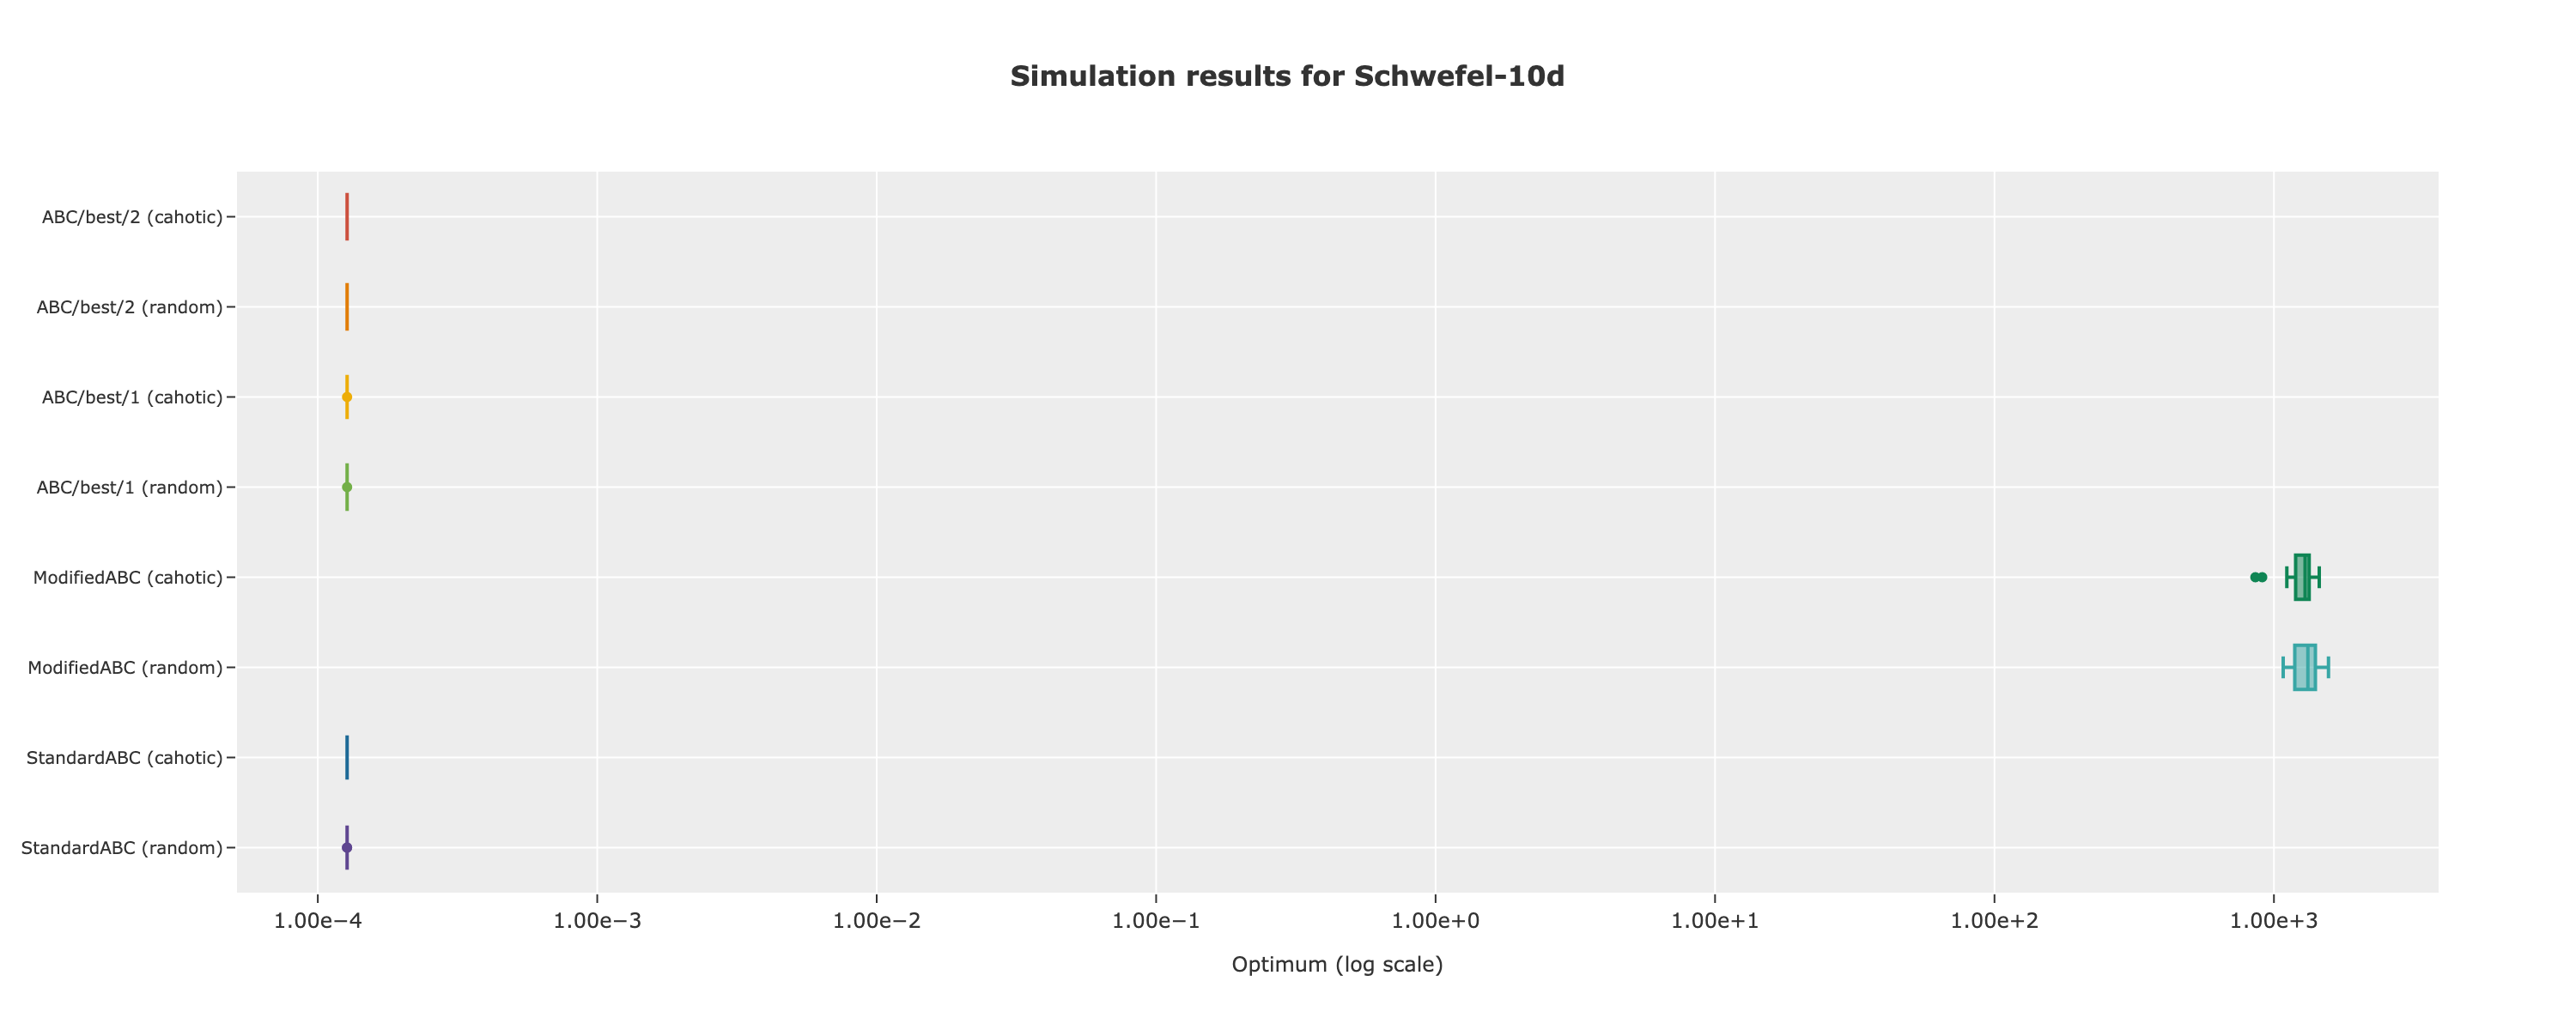 Simulation results for Schwefel-10d
ABC/best/2 (cahotic)
ABC/best/2 (random)
ABC/best/1 (cahotic)
ABC/best/1 (random)
ModifiedABC (cahotic)
ModifiedABC (random)
StandardABC (cahotic)
StandardABC (random)
1.00e−4 1.00e−3 1.00e−2 1.00e−1 1.00e+0 1.00e+1 1.00e+2 1.00e+3
Optimum (log scale)